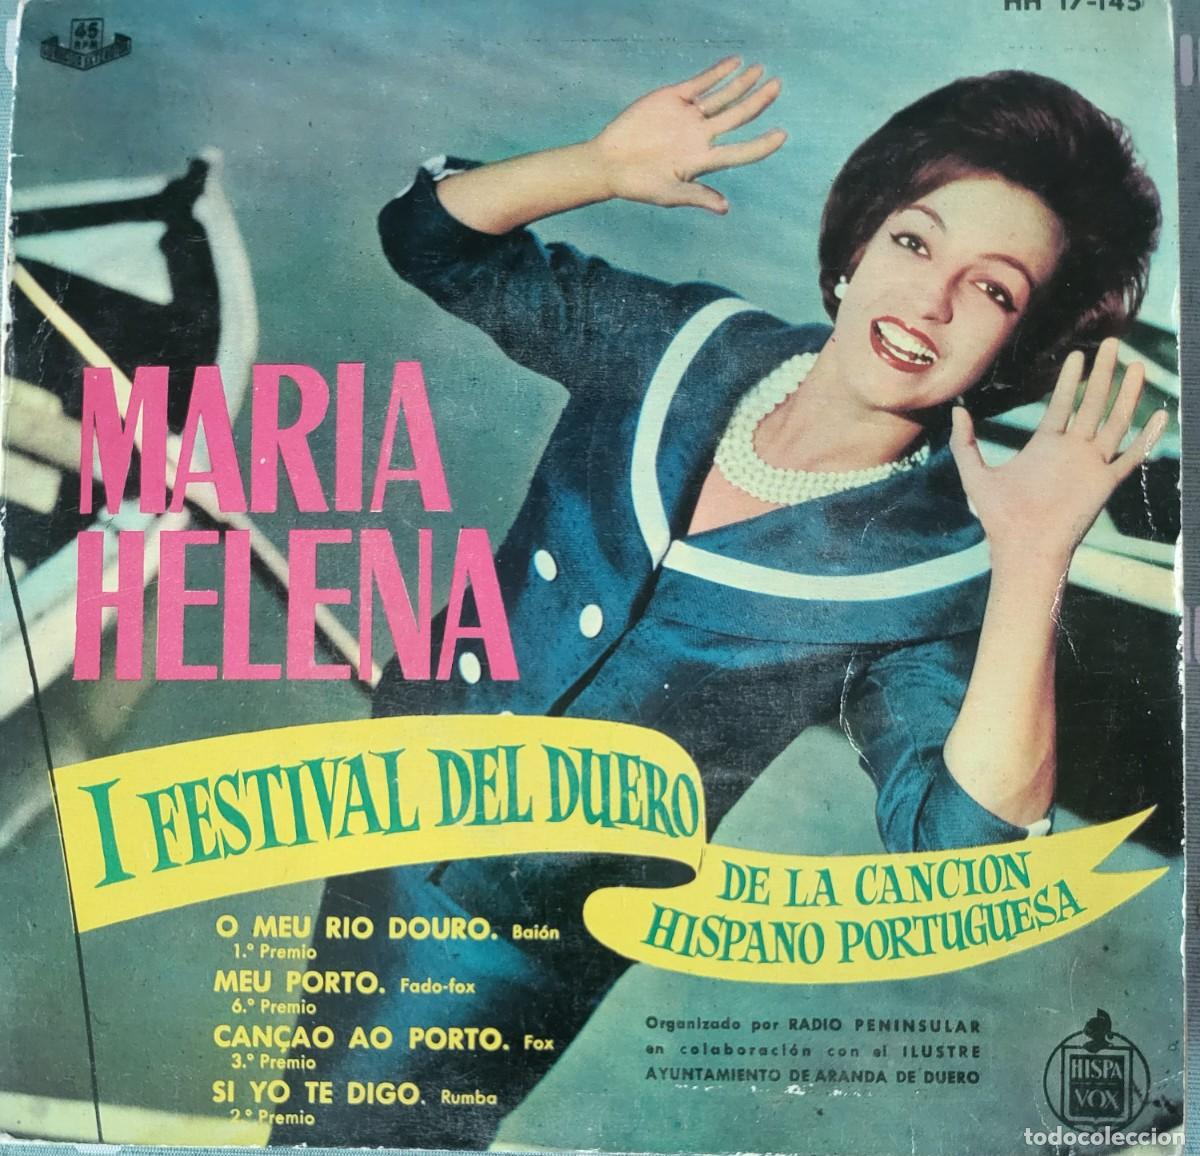 HH 17-145
45
RPM
MARIA
HELENA
I FESTIVAL DEL DUERO
DE LA CANCION
HISPANO PORTUGUESA
O MEU RIO DOURO. Baión
1.º Premio
MEU PORTO. Fado-fox
6.º Premio
CANÇAO AO PORTO. Fox
3.º Premio
SI YO TE DIGO. Rumba
2.º Premio
Organizado por RADIO PENINSULAR
en colaboración con el ILUSTRE
AYUNTAMIENTO DE ARANDA DE DUERO
HISPA
VOX
todocoleccion